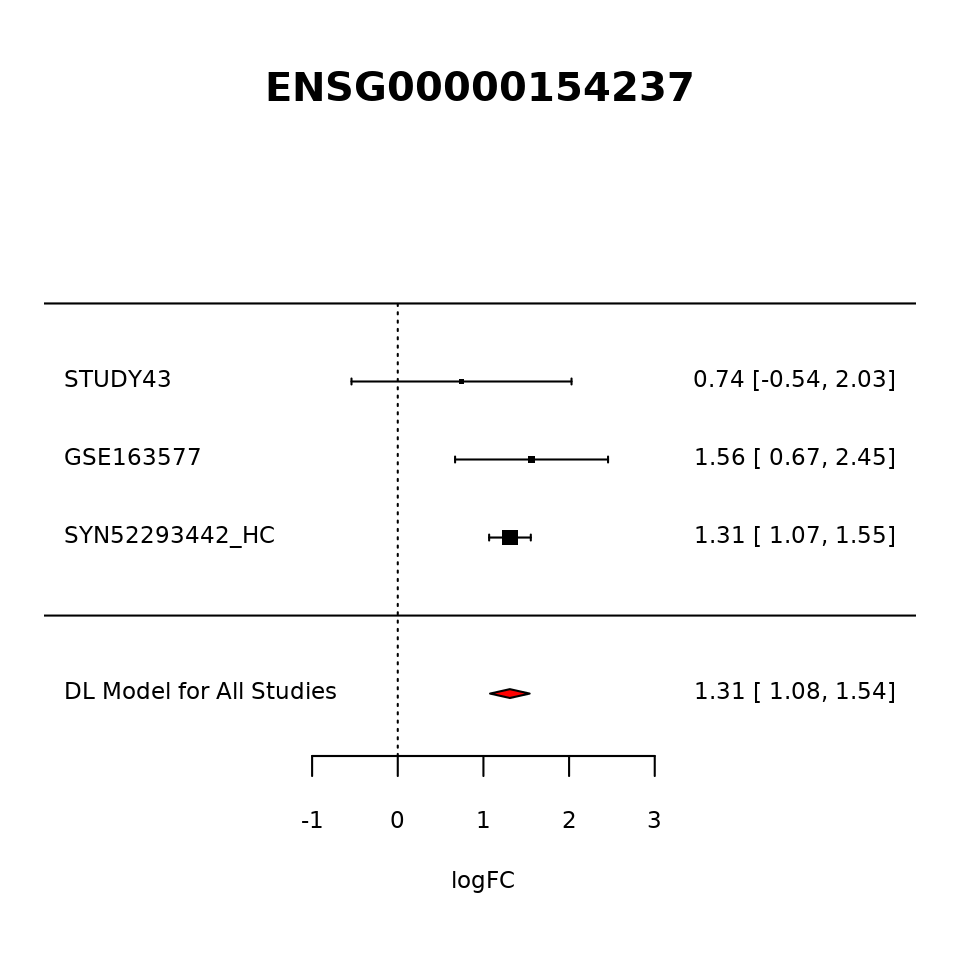 ENSG00000154237
STUDY43 0.74 [-0.54, 2.03]
GSE163577 1.56 [ 0.67, 2.45]
SYN52293442_HC 1.31 [ 1.07, 1.55]
DL Model for All Studies 1.31 [ 1.08, 1.54]
-1 0 1 2 3
logFC